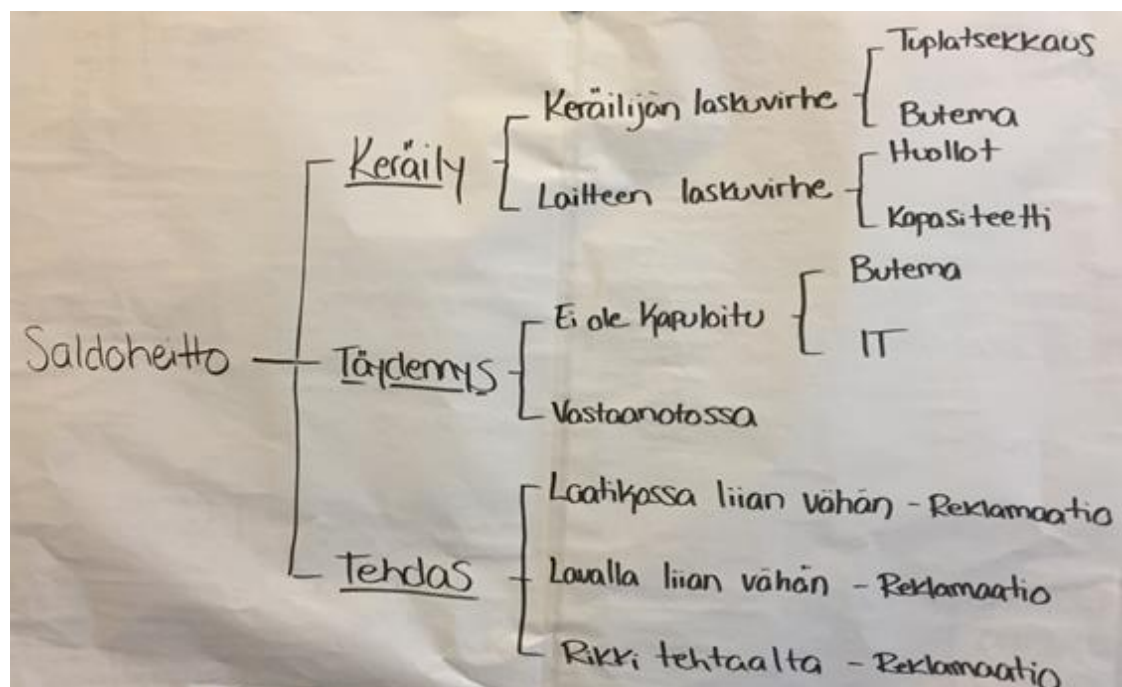 Saldoheitto
Keräily
Keräilijän laskuvirhe
Tuplatsekkaus
Butema
Laitteen laskuvirhe
Huollot
Kapasiteetti
Täydennys
Ei ole kapuloitu
Butema
IT
Vastaanotossa
Tehdas
Laatikossa liian vähän - Reklamaatio
Lavalla liian vähän - Reklamaatio
Rikki tehtaalta - Reklamaatio